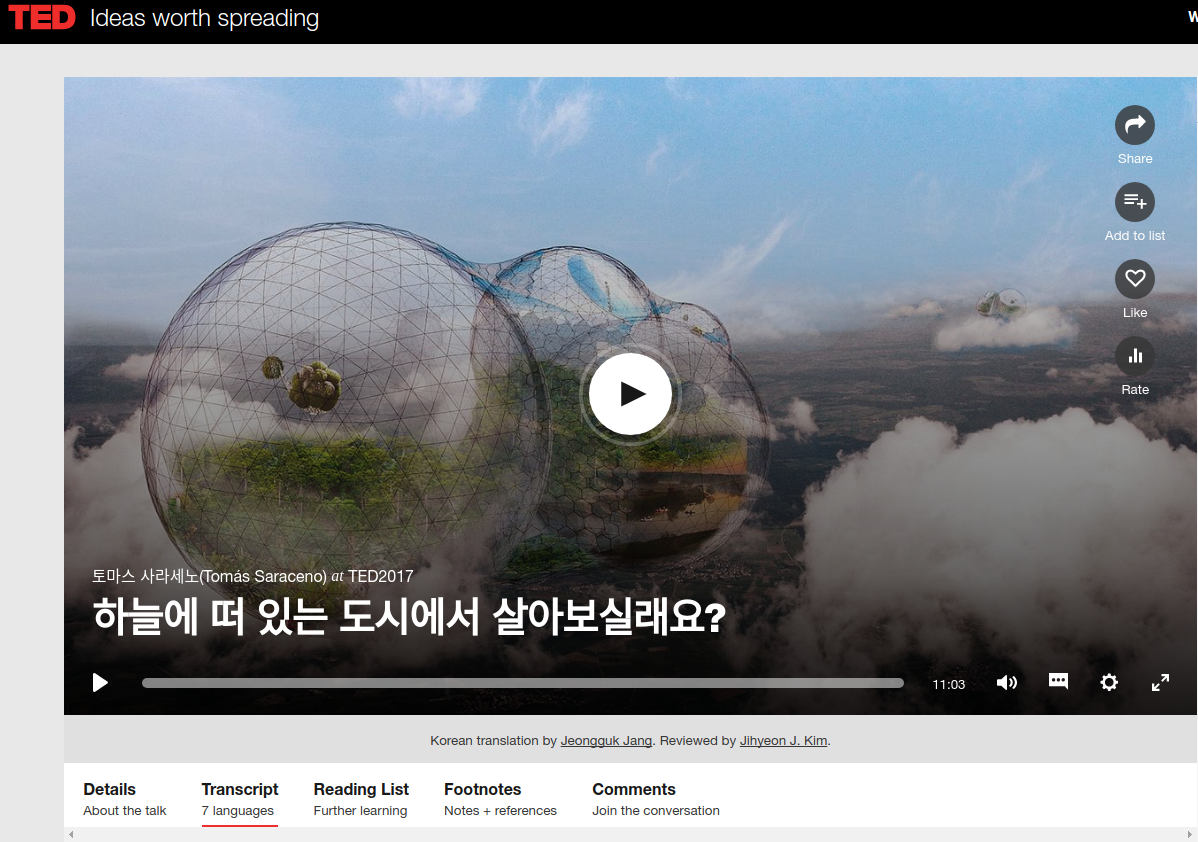 TED Ideas worth spreading
Share
Add to list
Like
Rate
토마스 사라세노(Tomás Saraceno) at TED2017
하늘에 떠 있는 도시에서 살아보실래요?
11:03
Korean translation by Jeongguk Jang. Reviewed by Jihyeon J. Kim.
Details Transcript Reading List Footnotes Comments
About the talk 7 languages Further learning Notes + references Join the conversation